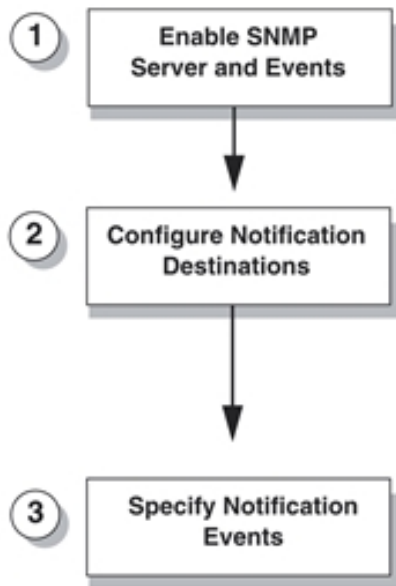 1
Enable SNMP
Server and Events
2
Configure Notification
Destinations
3
Specify Notification
Events